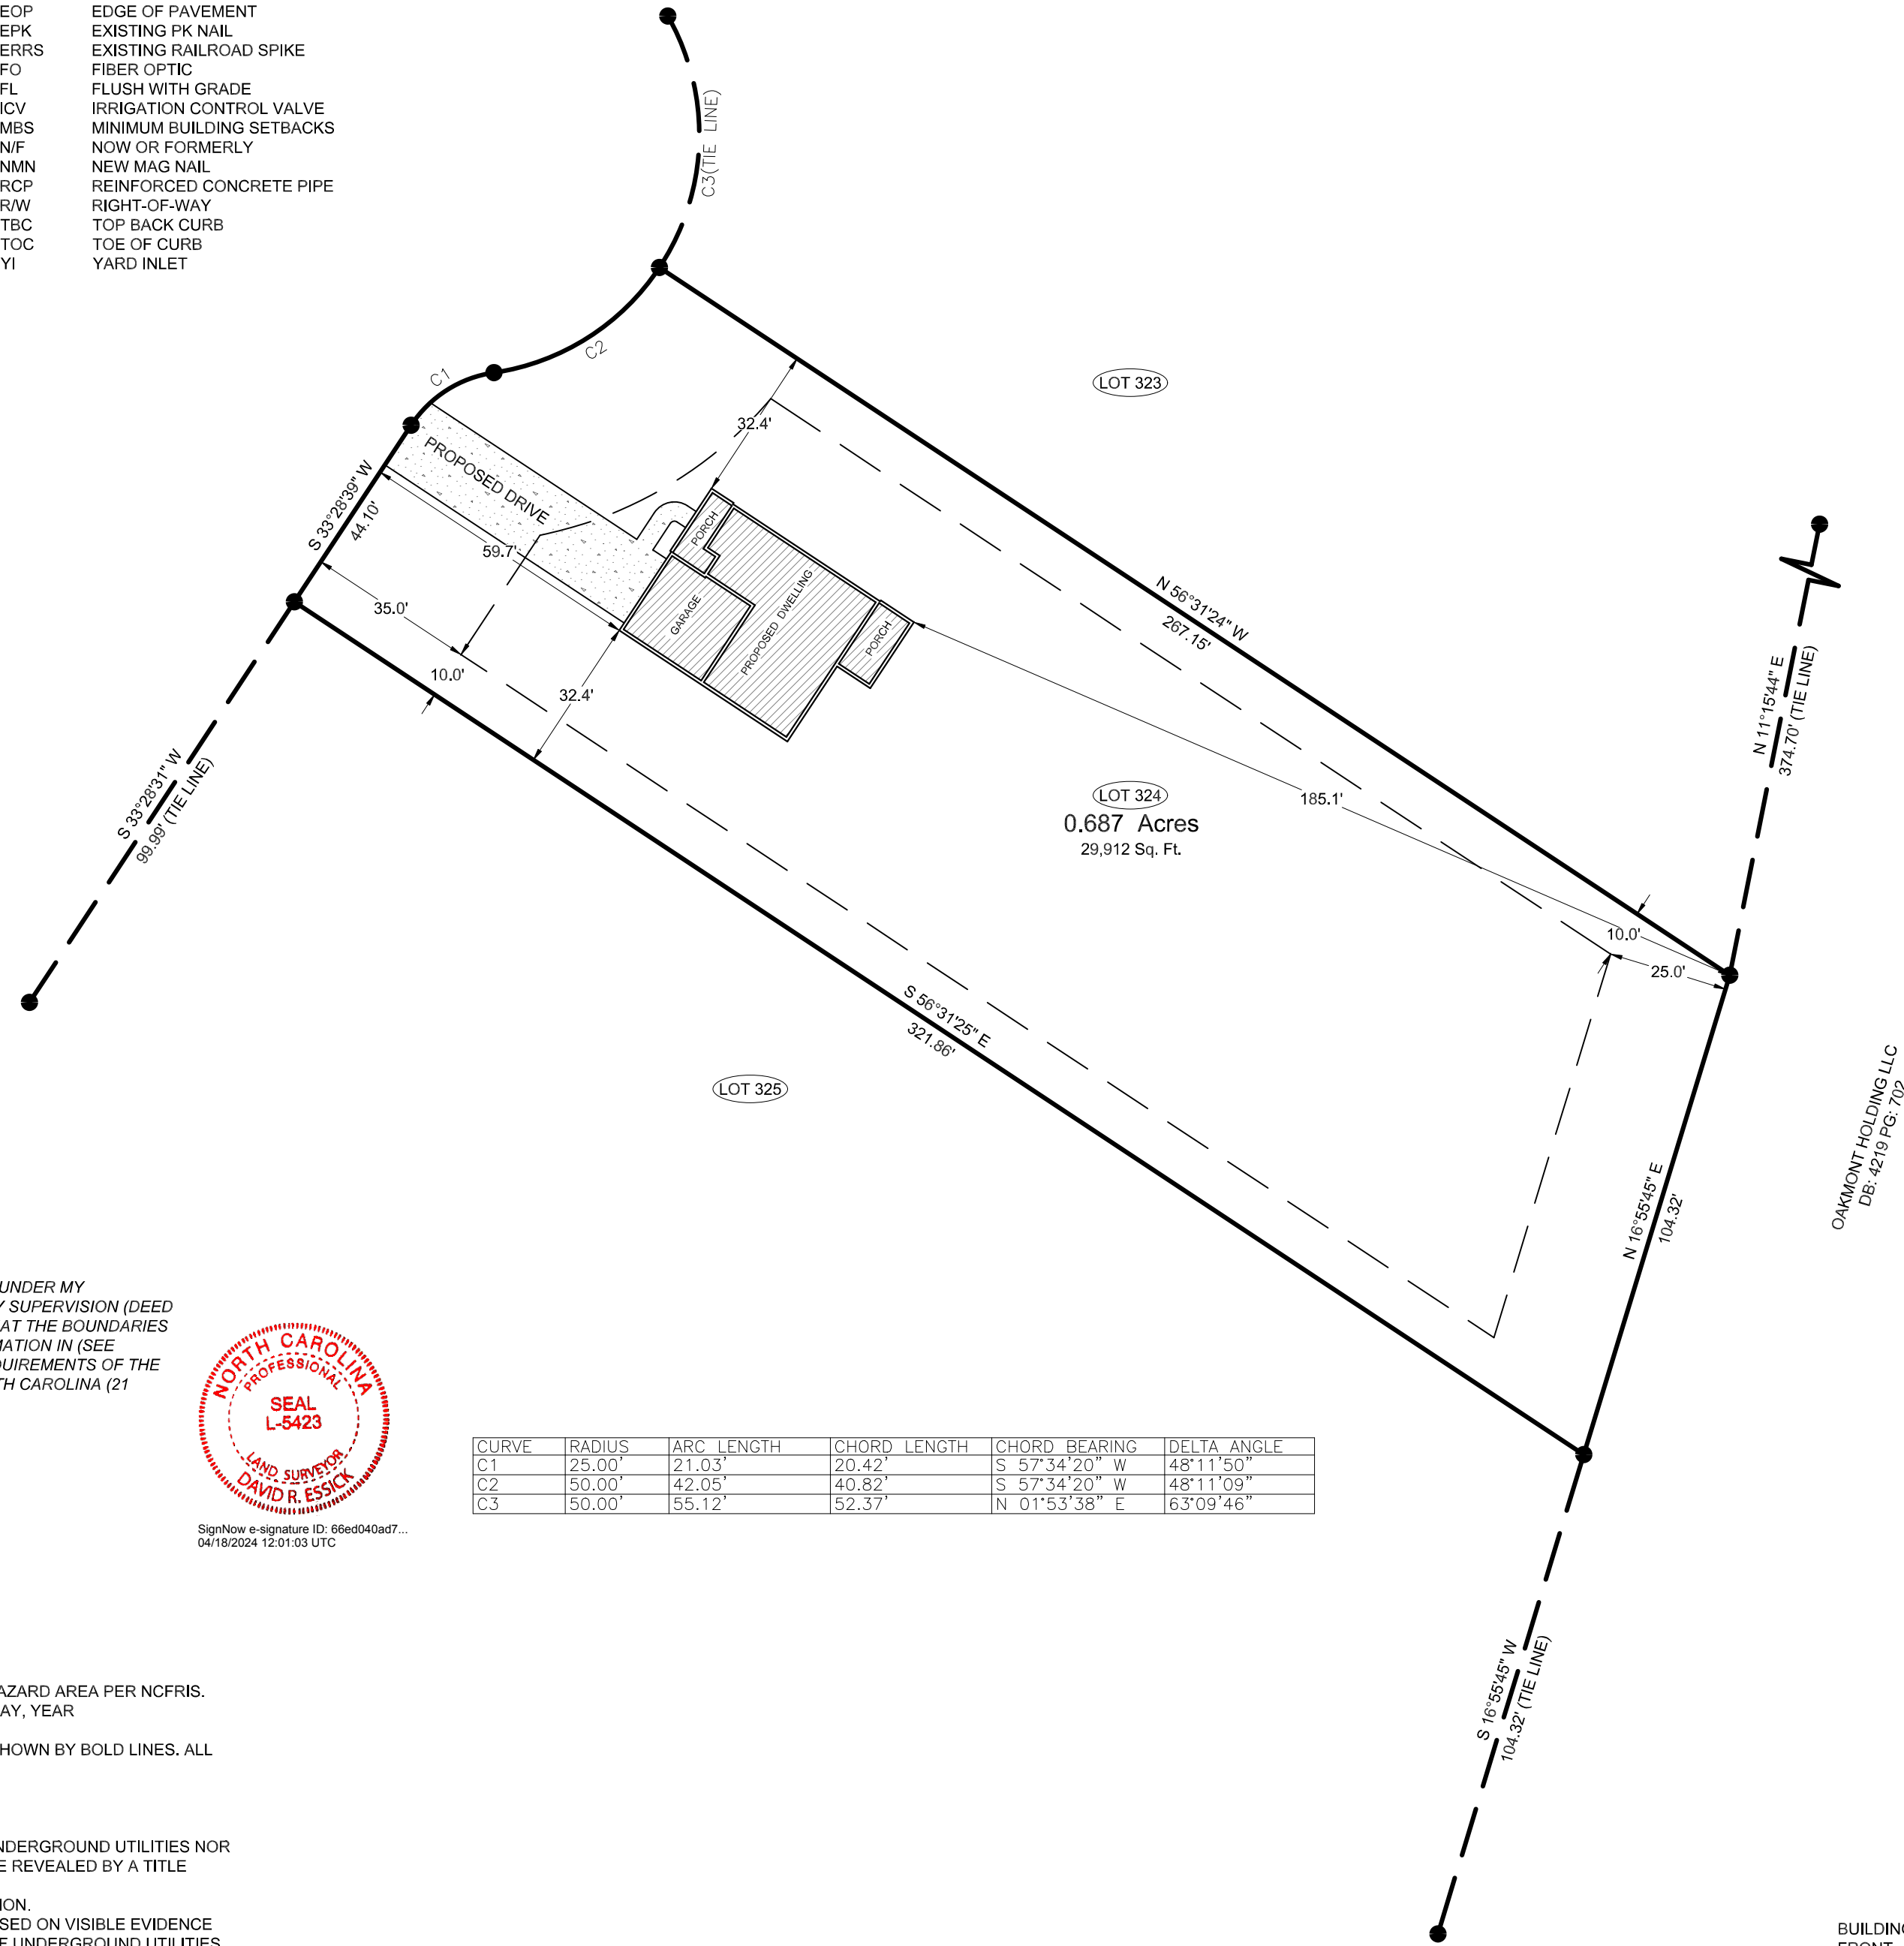 EOP EDGE OF PAVEMENT
EPK EXISTING PK NAIL
ERRS EXISTING RAILROAD SPIKE
FO FIBER OPTIC
FL FLUSH WITH GRADE
ICV IRRIGATION CONTROL VALVE
MBS MINIMUM BUILDING SETBACKS
N/F NOW OR FORMERLY
NMN NEW MAG NAIL
RCP REINFORCED CONCRETE PIPE
R/W RIGHT-OF-WAY
TBC TOP BACK CURB
TOC TOE OF CURB
YI YARD INLET
C3(TIE LINE)
C2
C1
LOT 323
32.4'
PROPOSED DRIVE
S 33°28'39" W
44.10'
59.7'
PORCH
GARAGE
PROPOSED DWELLING
PORCH
35.0'
10.0'
32.4'
N 56°31'24" W
267.15'
N 11°15'44" E
374.70' (TIE LINE)
S 33°28'31" W
99.99' (TIE LINE)
LOT 324
0.687 Acres
29,912 Sq. Ft.
185.1'
10.0'
25.0'
S 56°31'25" E
321.86'
LOT 325
N 16°55'45" E
104.32'
OAKMONT HOLDING LLC
DB: 4219 PG: 702
UNDER MY
Y SUPERVISION (DEED
AT THE BOUNDARIES
MATION IN (SEE
QUIREMENTS OF THE
TH CAROLINA (21
NORTH CAROLINA
PROFESSIONAL
SEAL
L-5423
LAND SURVEYOR
DAVID R. ESSICK
SignNow e-signature ID: 66ed040ad7...
04/18/2024 12:01:03 UTC
CURVE RADIUS ARC LENGTH CHORD LENGTH CHORD BEARING DELTA ANGLE
C1 25.00' 21.03' 20.42' S 57°34'20" W 48°11'50"
C2 50.00' 42.05' 40.82' S 57°34'20" W 48°11'09"
C3 50.00' 55.12' 52.37' N 01°53'38" E 63°09'46"
S 16°55'45" W
104.32' (TIE LINE)
AZARD AREA PER NCFRIS.
AY, YEAR
HOWN BY BOLD LINES. ALL
NDERGROUND UTILITIES NOR
E REVEALED BY A TITLE
ION.
SED ON VISIBLE EVIDENCE
F UNDERGROUND UTILITIES
BUILDING
FRONT